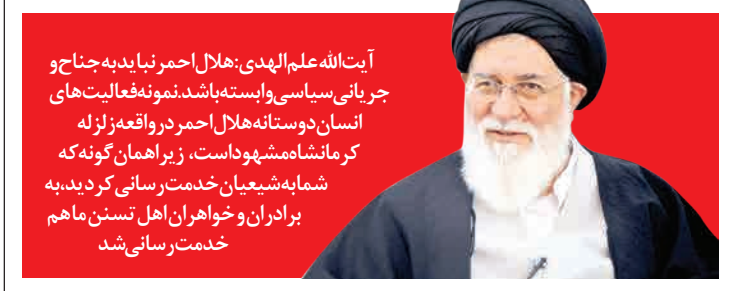 آیت‌الله علم‌الهدی: هلال احمر نباید به جناح و
جریانی سیاسی وابسته باشد. نمونه فعالیت‌های
انسان‌دوستانه هلال احمر در واقعه زلزله
کرمانشاه مشهود است، زیرا همان‌گونه که
شما به شیعیان خدمت‌رسانی کردید، به
برادران و خواهران اهل تسنن ما هم
خدمت‌رسانی شد